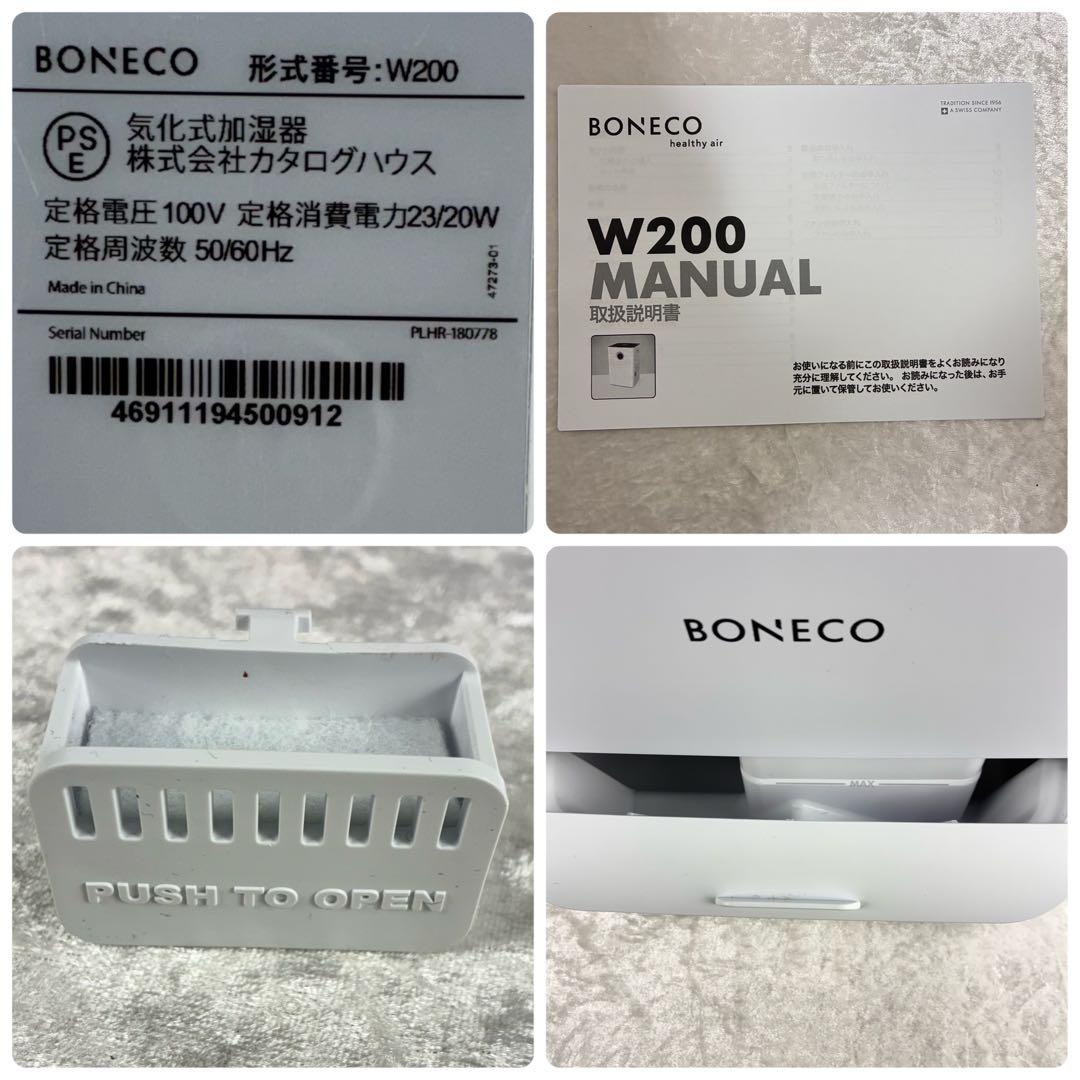 BONECO 形式番号:W200
PS
E
気化式加湿器
株式会社カタログハウス
定格電圧100V 定格消費電力23/20W
定格周波数 50/60Hz
Made in China
47273-01
Serial Number PLHR-180778
46911194500912
BONECO
healthy air
TRADITION SINCE 1956
A SWISS COMPANY
W200
MANUAL
取扱説明書
お使いになる前にこの取扱説明書をよくお読みになり
充分に理解してください。 お読みになった後は、お手
元に置いて保管してお使いください。
PUSH TO OPEN
BONECO
MAX